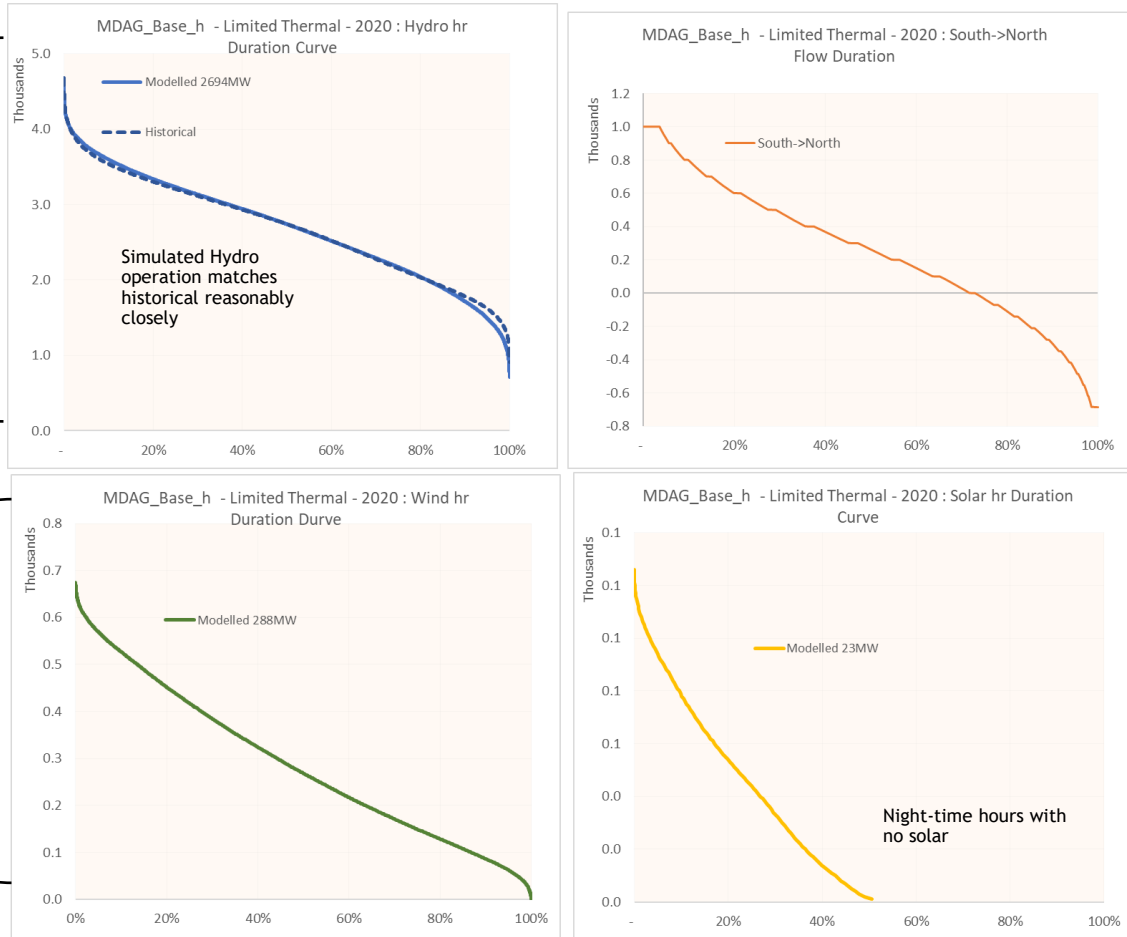 MDAG_Base_h - Limited Thermal - 2020 : Hydro hr
Duration Curve
Thousands
5.0
4.0
3.0
2.0
1.0
0.0
Modelled 2694MW
Historical
Simulated Hydro
operation matches
historical reasonably
closely
-
20%
40%
60%
80%
100%
MDAG_Base_h - Limited Thermal - 2020 : South->North
Flow Duration
Thousands
1.2
1.0
0.8
0.6
0.4
0.2
0.0
-0.2
-0.4
-0.6
-0.8
South->North
-
20%
40%
60%
80%
100%
MDAG_Base_h - Limited Thermal - 2020 : Wind hr
Duration Durve
Thousands
0.8
0.7
0.6
0.5
0.4
0.3
0.2
0.1
0.0
Modelled 288MW
0%
20%
40%
60%
80%
100%
MDAG_Base_h - Limited Thermal - 2020 : Solar hr Duration
Curve
Thousands
0.1
0.1
0.1
0.1
0.1
0.0
0.0
0.0
Modelled 23MW
Night-time hours with
no solar
-
20%
40%
60%
80%
100%